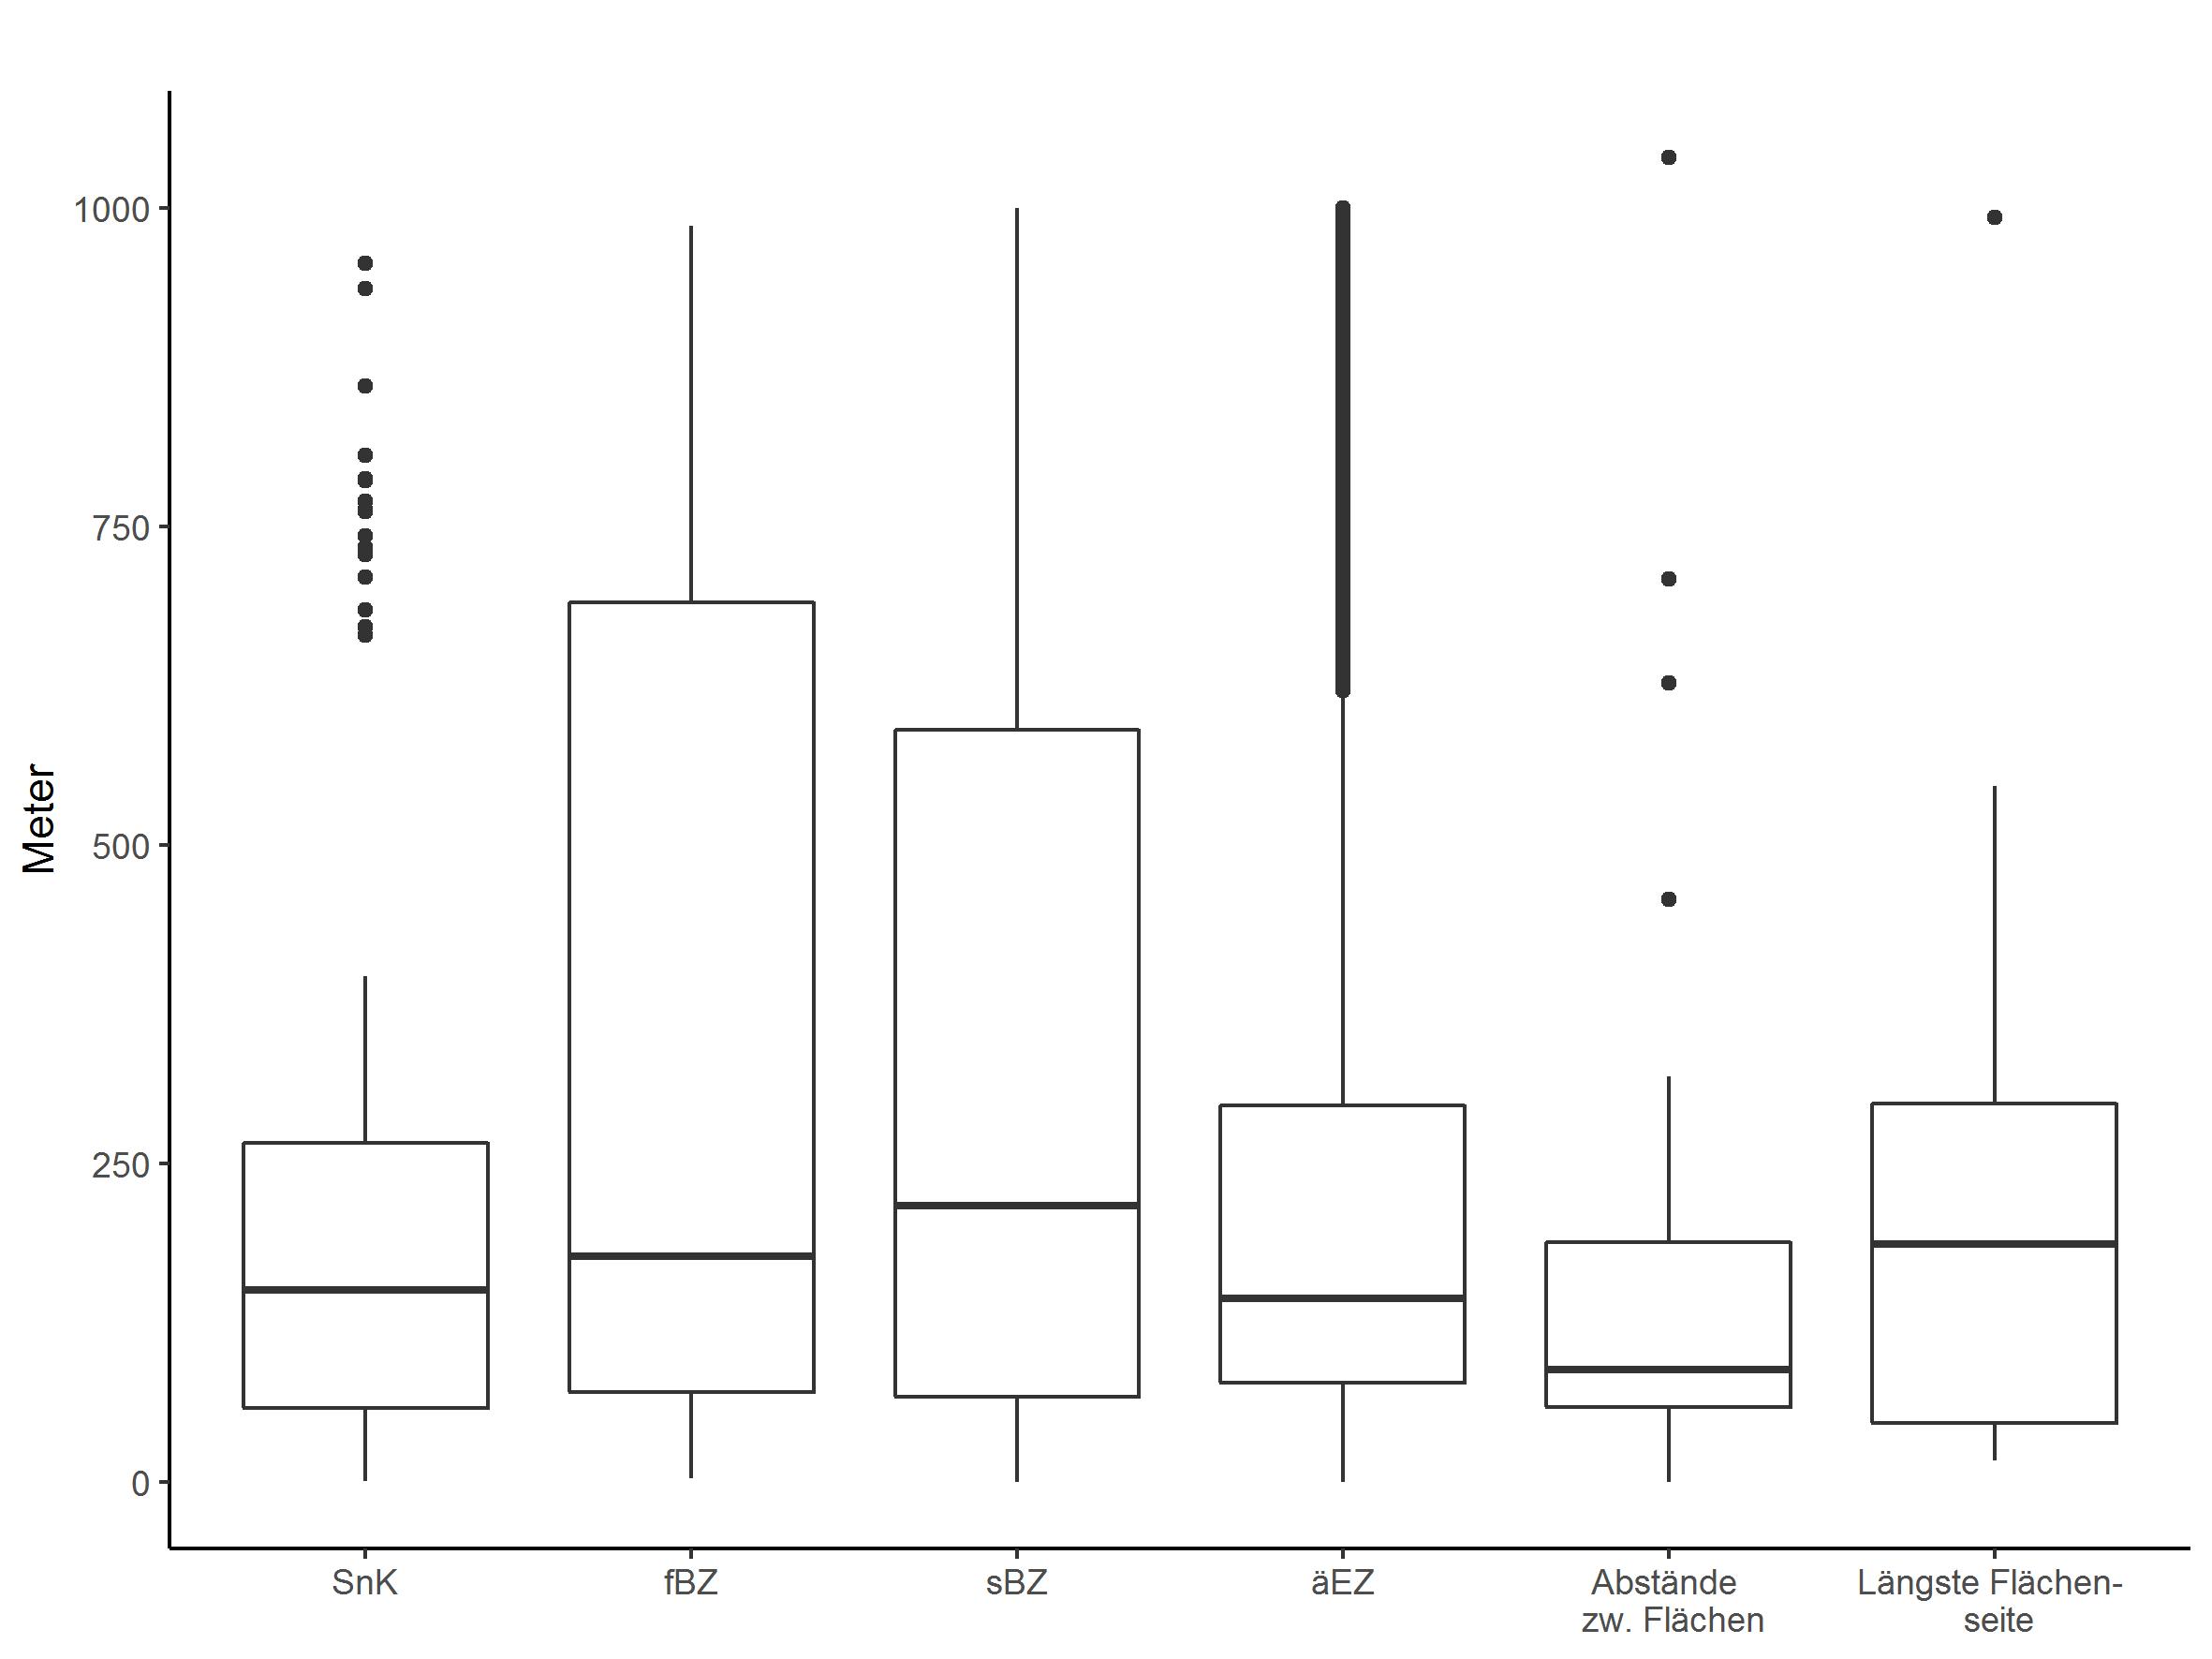 1000
750
500
250
0
Meter
SnK
fBZ
sBZ
äEZ
Abstände
zw. Flächen
Längste Flächen-
seite